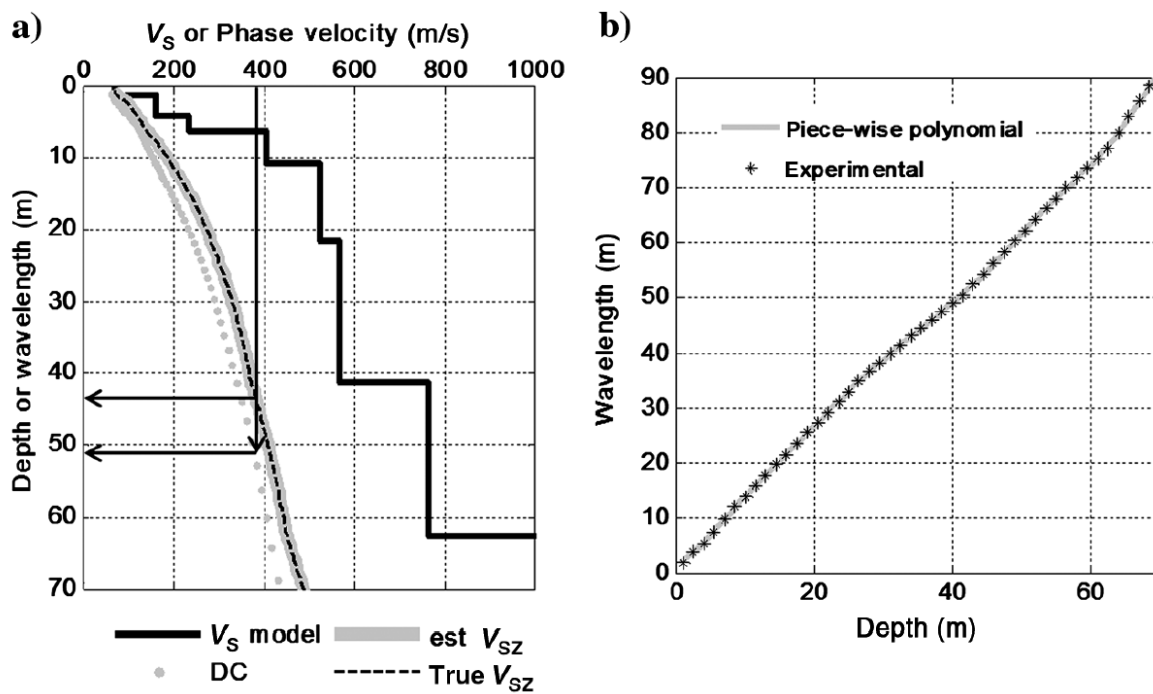 a)
V_S or Phase velocity (m/s)
0 200 400 600 800 1000
Depth or wavelength (m)
0
10
20
30
40
50
60
70
V_S model
est V_SZ
DC
True V_SZ
b)
Wavelength (m)
90
80
70
60
50
40
30
20
10
0
Piece-wise polynomial
Experimental
0 20 40 60
Depth (m)